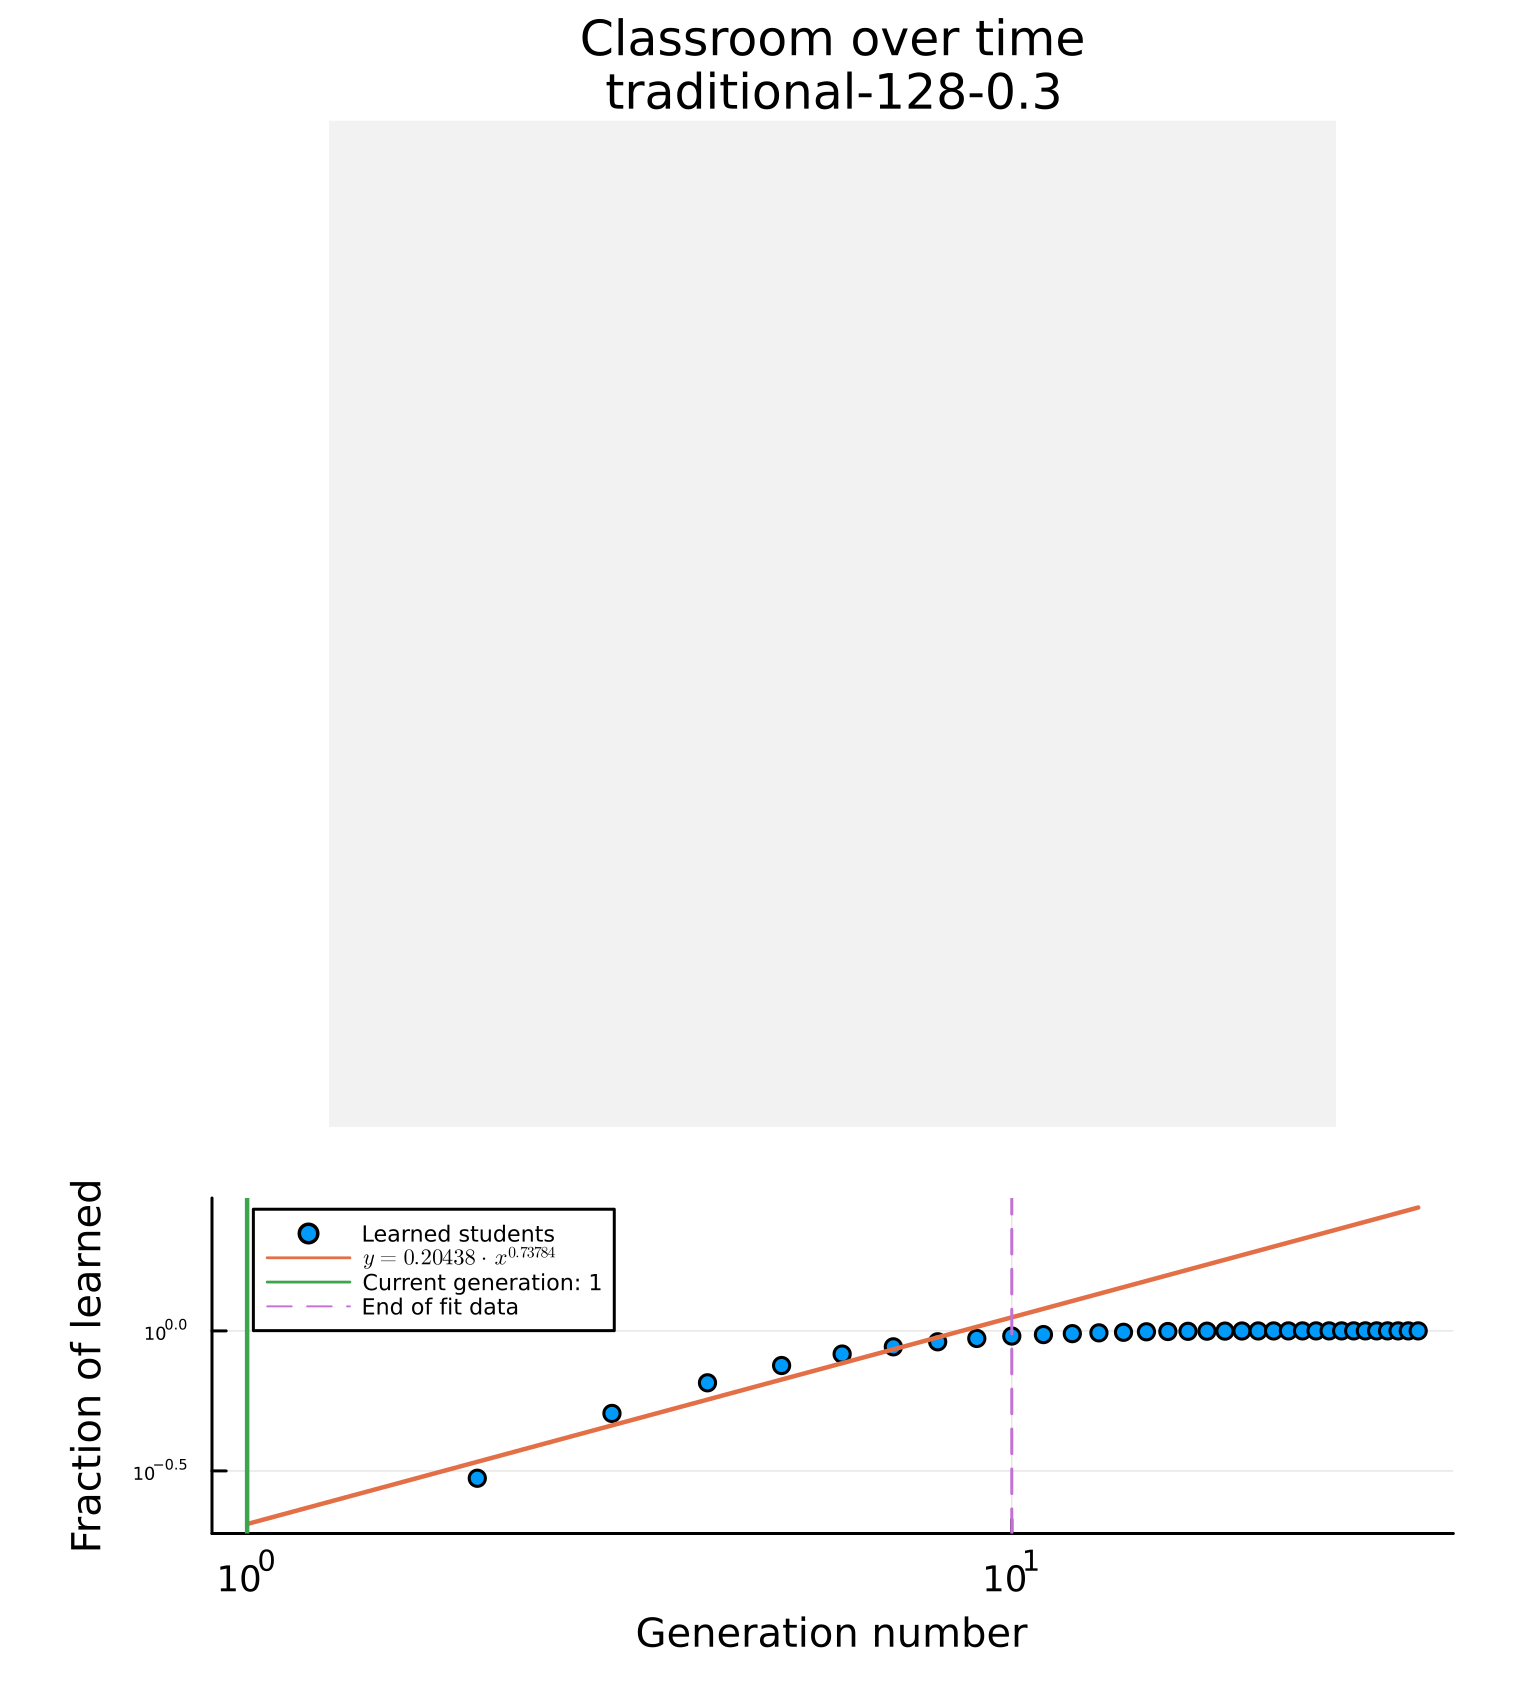 Classroom over time
traditional-128-0.3
Fraction of learned
Learned students
y = 0.20438 · x^0.73784
Current generation: 1
End of fit data
10^0.0
10^−0.5
10^0
10^1
Generation number